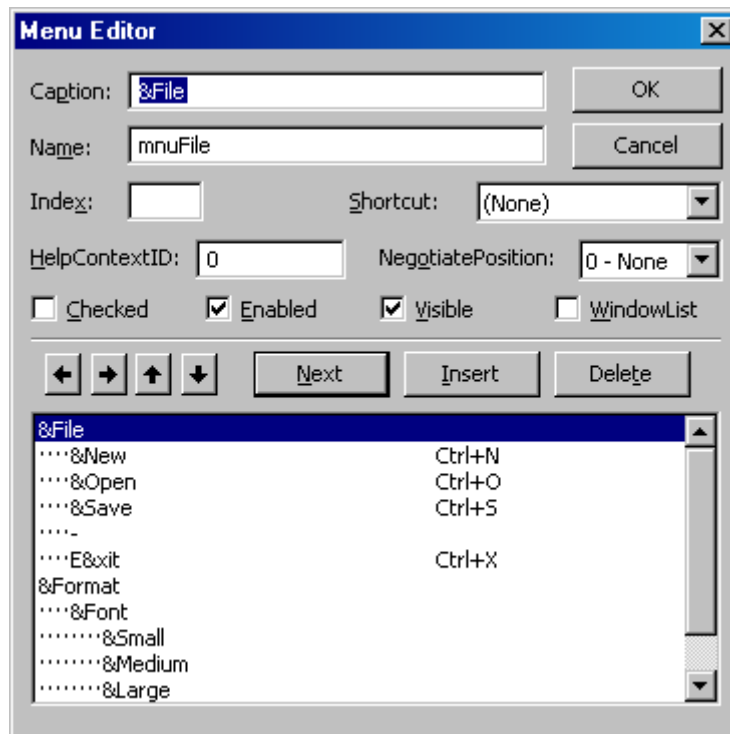 Menu Editor
Caption: &File OK
Name: mnuFile Cancel
Index: Shortcut: (None)
HelpContextID: 0 NegotiatePosition: 0 - None
Checked Enabled Visible WindowList
Next Insert Delete
&File
····&New Ctrl+N
····&Open Ctrl+O
····&Save Ctrl+S
····-
····E&xit Ctrl+X
&Format
····&Font
········&Small
········&Medium
········&Large